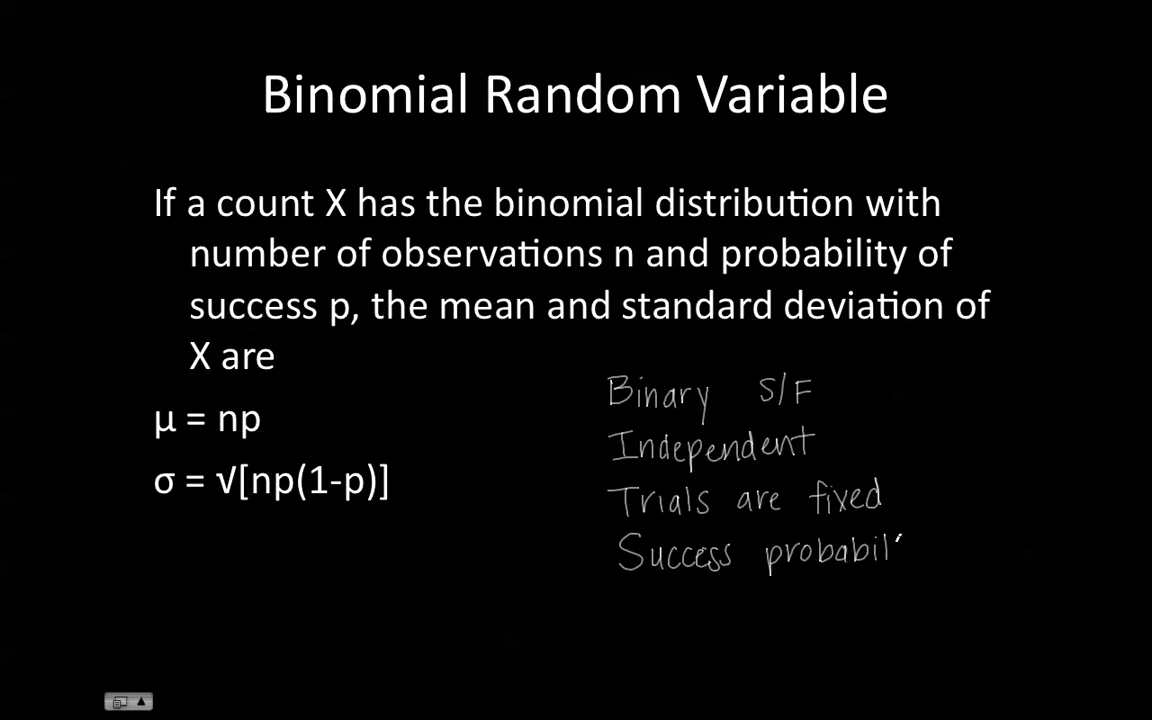 Binomial Random Variable
If a count X has the binomial distribution with
number of observations n and probability of
success p, the mean and standard deviation of
X are
μ = np
σ = √[np(1-p)]
Binary S/F
Independent
Trials are fixed
Success probabil